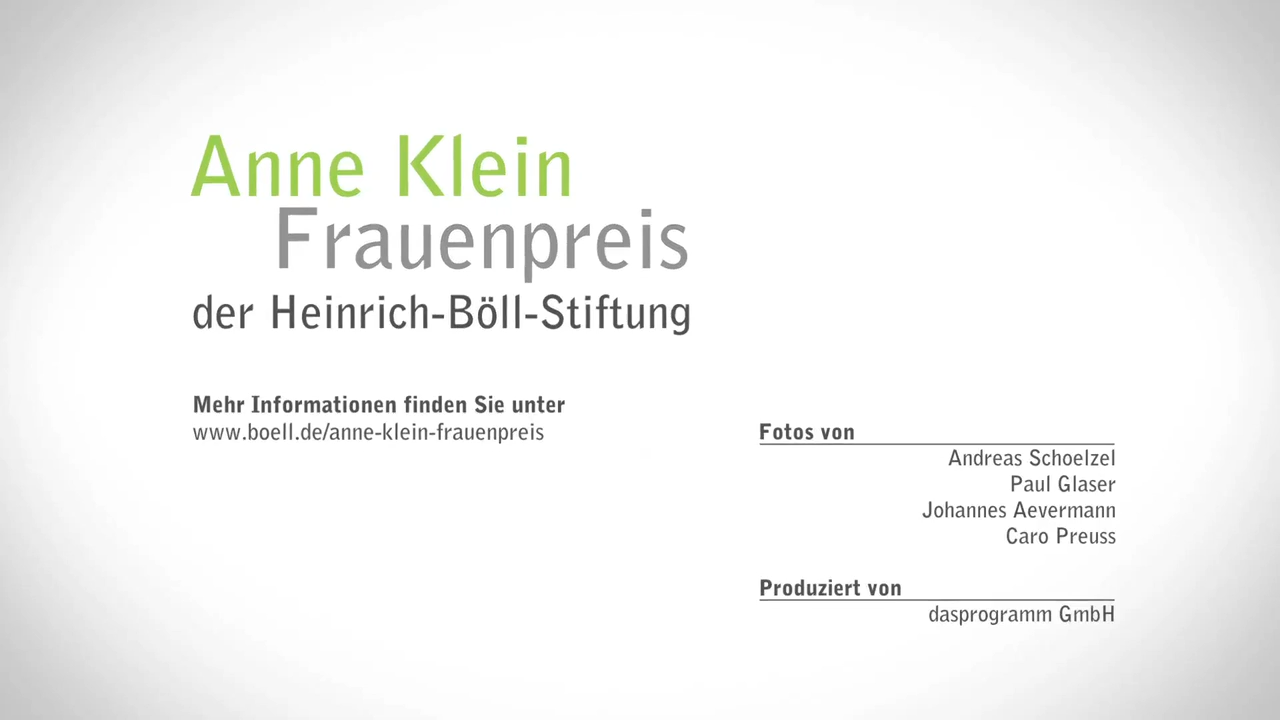 Anne Klein
Frauenpreis
der Heinrich-Böll-Stiftung
Mehr Informationen finden Sie unter
www.boell.de/anne-klein-frauenpreis
Fotos von
Andreas Schoelzel
Paul Glaser
Johannes Aevermann
Caro Preuss
Produziert von
dasprogramm GmbH